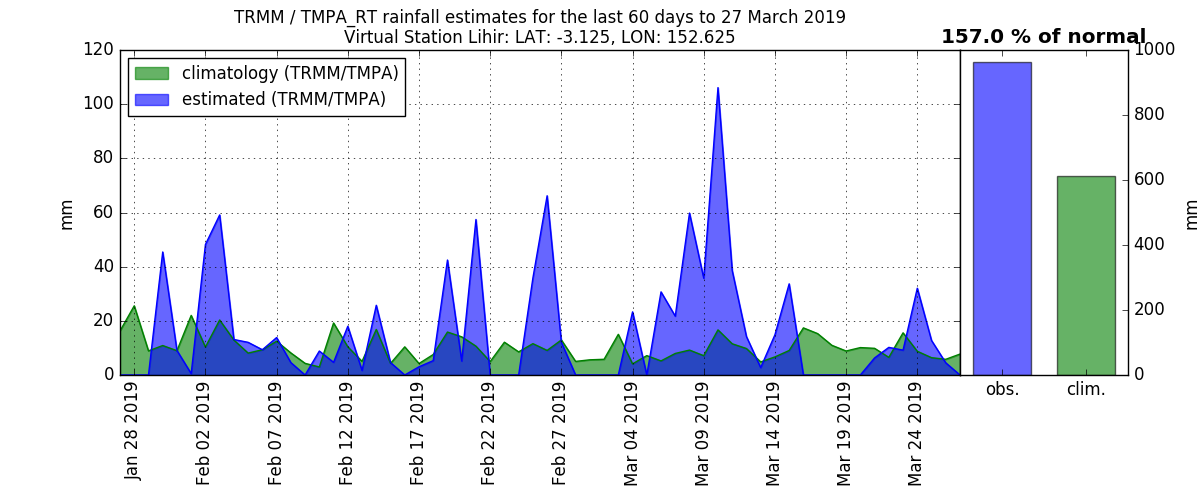 TRMM / TMPA_RT rainfall estimates for the last 60 days to 27 March 2019
Virtual Station Lihir: LAT: -3.125, LON: 152.625
157.0 % of normal
climatology (TRMM/TMPA)
estimated (TRMM/TMPA)
120
100
80
60
40
20
0
mm
Jan 28 2019
Feb 02 2019
Feb 07 2019
Feb 12 2019
Feb 17 2019
Feb 22 2019
Feb 27 2019
Mar 04 2019
Mar 09 2019
Mar 14 2019
Mar 19 2019
Mar 24 2019
1000
800
600
400
200
0
mm
obs.
clim.